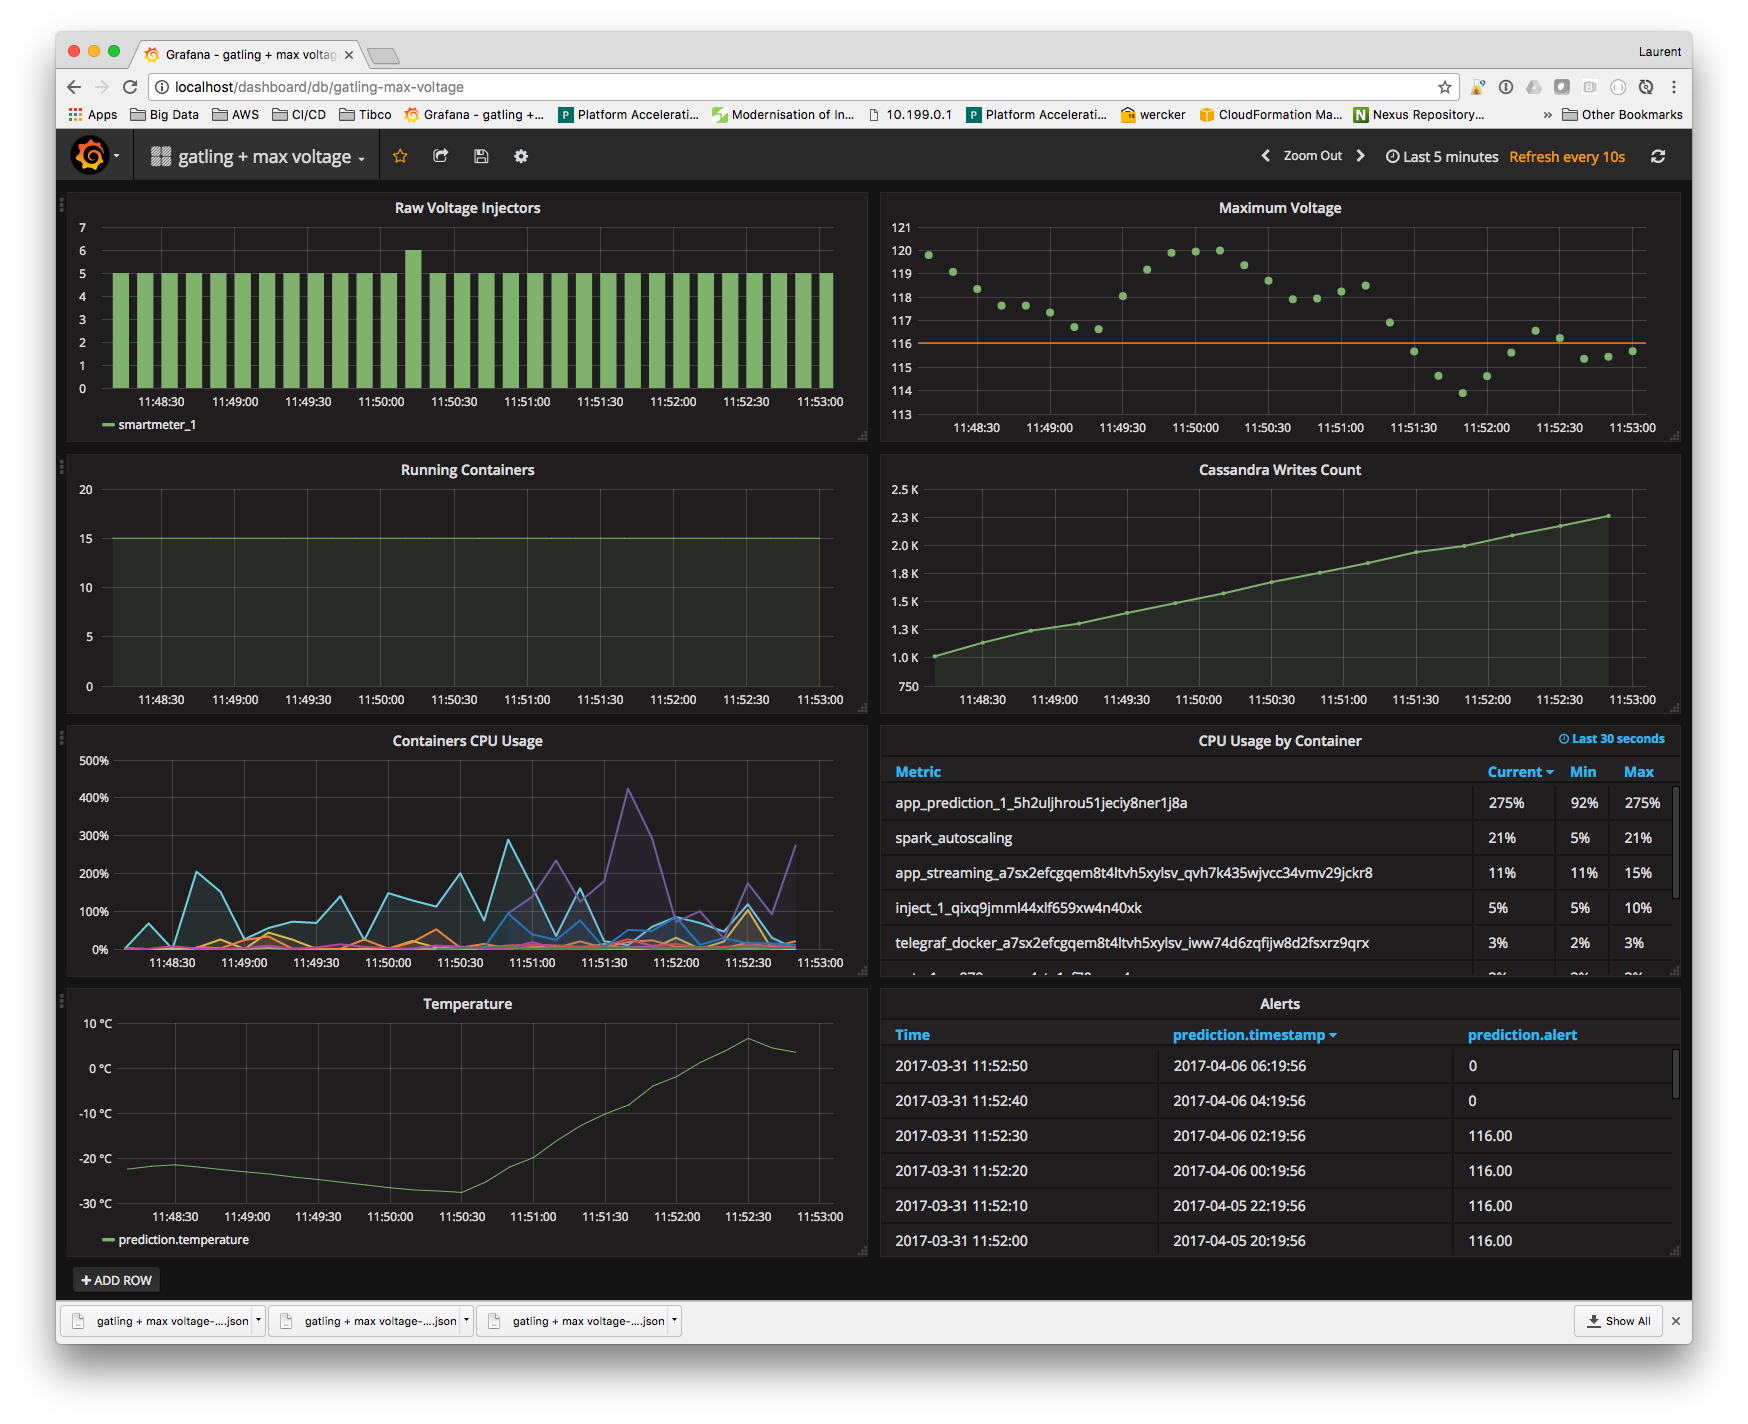 Grafana - gatling + max voltag
Laurent
localhost/dashboard/db/gatling-max-voltage
Apps Big Data AWS CI/CD Tibco Grafana - gatling +... Platform Accelerati... Modernisation of In... 10.199.0.1 Platform Accelerati... wercker CloudFormation Ma... Nexus Repository... » Other Bookmarks
gatling + max voltage Zoom Out Last 5 minutes Refresh every 10s
Raw Voltage Injectors
7
6
5
4
3
2
1
0
11:48:30 11:49:00 11:49:30 11:50:00 11:50:30 11:51:00 11:51:30 11:52:00 11:52:30 11:53:00
smartmeter_1
Maximum Voltage
121
120
119
118
117
116
115
114
113
11:48:30 11:49:00 11:49:30 11:50:00 11:50:30 11:51:00 11:51:30 11:52:00 11:52:30 11:53:00
Running Containers
20
15
10
5
0
11:48:30 11:49:00 11:49:30 11:50:00 11:50:30 11:51:00 11:51:30 11:52:00 11:52:30 11:53:00
Cassandra Writes Count
2.5 K
2.3 K
2.0 K
1.8 K
1.5 K
1.3 K
1.0 K
750
11:48:30 11:49:00 11:49:30 11:50:00 11:50:30 11:51:00 11:51:30 11:52:00 11:52:30 11:53:00
Containers CPU Usage
500%
400%
300%
200%
100%
0%
11:48:30 11:49:00 11:49:30 11:50:00 11:50:30 11:51:00 11:51:30 11:52:00 11:52:30 11:53:00
CPU Usage by Container Last 30 seconds
Metric Current Min Max
app_prediction_1_5h2uljhrou51jeciy8ner1j8a 275% 92% 275%
spark_autoscaling 21% 5% 21%
app_streaming_a7sx2efcgqem8t4ltvh5xylsv_qvh7k435wjvcc34vmv29jckr8 11% 11% 15%
inject_1_qixq9jmml44xlf659xw4n40xk 5% 5% 10%
telegraf_docker_a7sx2efcgqem8t4ltvh5xylsv_iww74d6zqfijw8d2fsxrz9qrx 3% 2% 3%
Temperature
10 °C
0 °C
-10 °C
-20 °C
-30 °C
11:48:30 11:49:00 11:49:30 11:50:00 11:50:30 11:51:00 11:51:30 11:52:00 11:52:30 11:53:00
prediction.temperature
Alerts
Time prediction.timestamp prediction.alert
2017-03-31 11:52:50 2017-04-06 06:19:56 0
2017-03-31 11:52:40 2017-04-06 04:19:56 0
2017-03-31 11:52:30 2017-04-06 02:19:56 116.00
2017-03-31 11:52:20 2017-04-06 00:19:56 116.00
2017-03-31 11:52:10 2017-04-05 22:19:56 116.00
2017-03-31 11:52:00 2017-04-05 20:19:56 116.00
+ ADD ROW
gatling + max voltage-....json gatling + max voltage-....json gatling + max voltage-....json Show All